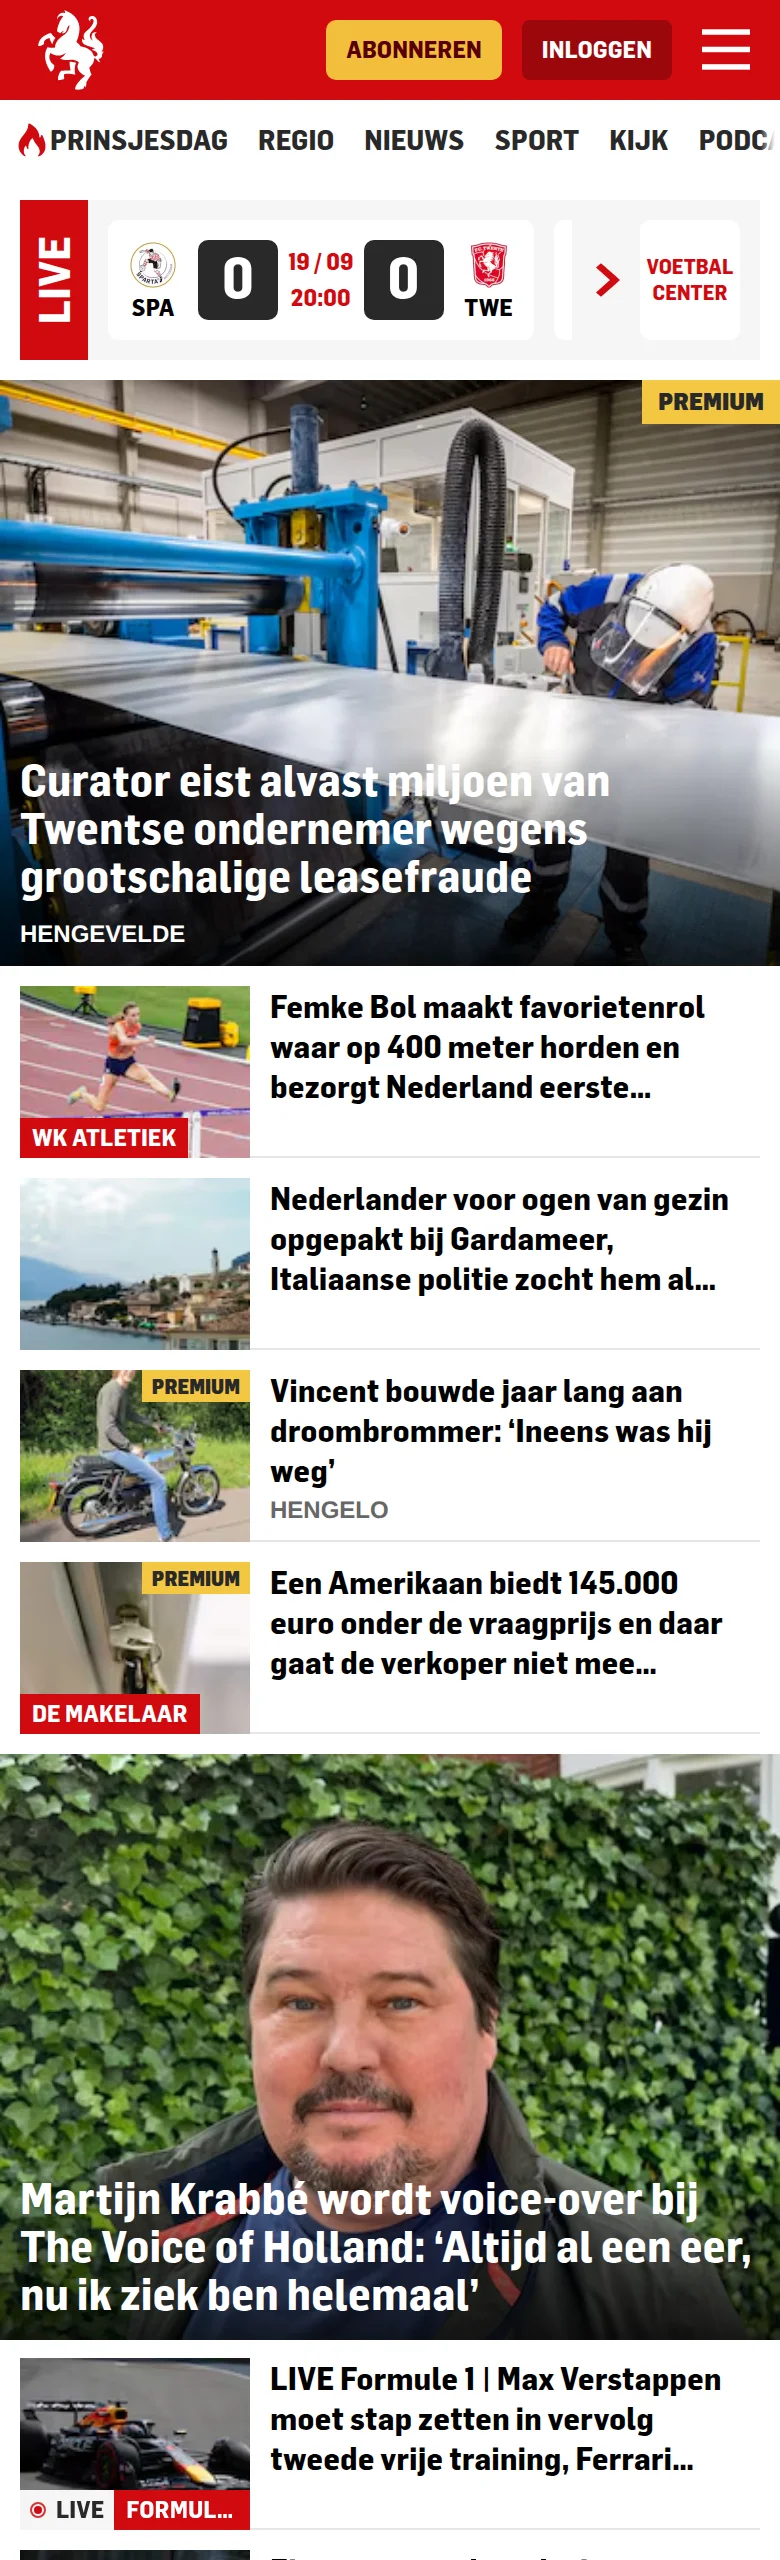 ABONNEREN INLOGGEN
PRINSJESDAG REGIO NIEUWS SPORT KIJK
LIVE
SPA 0 19 / 09 20:00 0 TWE
VOETBAL
CENTER
PREMIUM
Curator eist alvast miljoen van
Twentse ondernemer wegens
grootschalige leasefraude
HENGEVELDE
Femke Bol maakt favorietenrol
waar op 400 meter horden en
bezorgt Nederland eerste...
WK ATLETIEK
Nederlander voor ogen van gezin
opgepakt bij Gardameer,
Italiaanse politie zocht hem al...
PREMIUM
Vincent bouwde jaar lang aan
droombrommer: ‘Ineens was hij
weg’
HENGELO
PREMIUM
Een Amerikaan biedt 145.000
euro onder de vraagprijs en daar
gaat de verkoper niet mee...
DE MAKELAAR
Martijn Krabbé wordt voice-over bij
The Voice of Holland: ‘Altijd al een eer,
nu ik ziek ben helemaal’
LIVE Formule 1 | Max Verstappen
moet stap zetten in vervolg
tweede vrije training, Ferrari...
LIVE FORMUL...